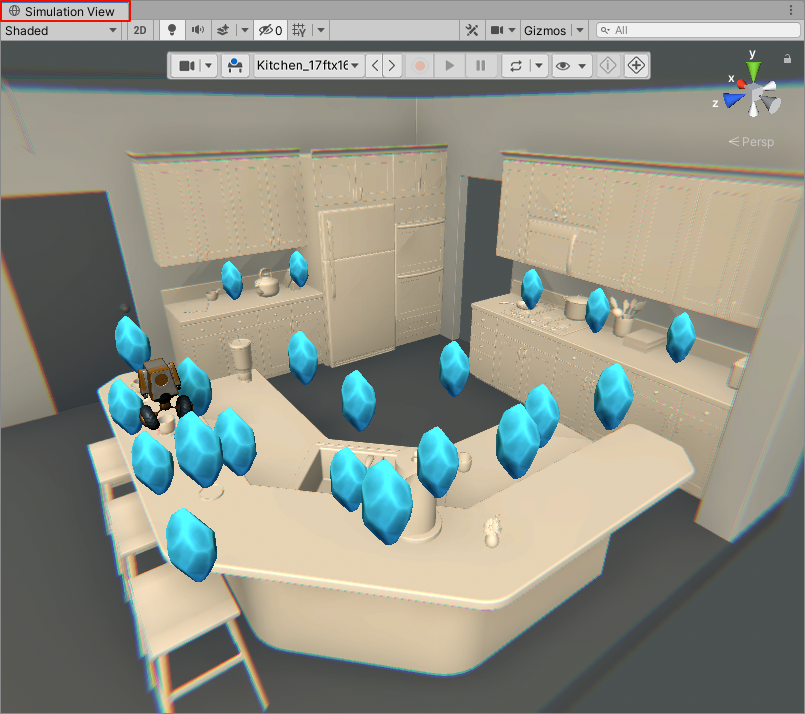 Simulation View
Shaded 2D 0 Gizmos All
Kitchen_17ftx16
y
x
z
Persp